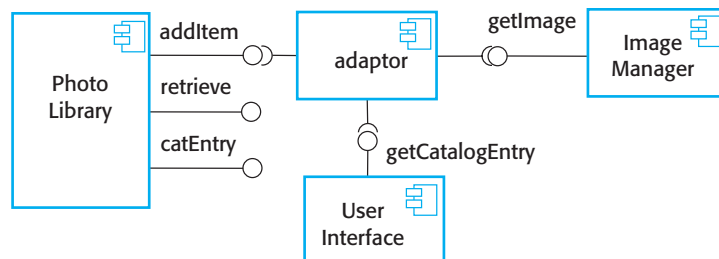 addItem
getImage
Photo
Library
adaptor
Image
Manager
retrieve
catEntry
getCatalogEntry
User
Interface